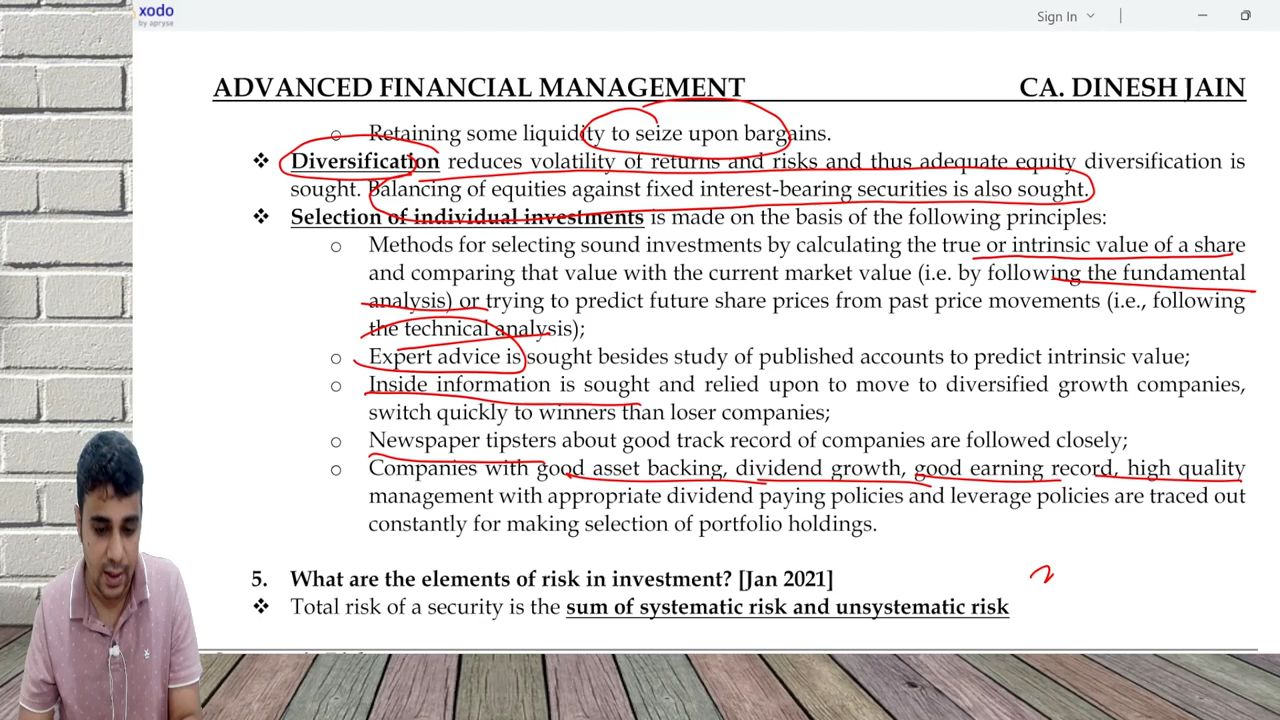 xodo
by apryse
Sign In
ADVANCED FINANCIAL MANAGEMENT CA. DINESH JAIN
o Retaining some liquidity to seize upon bargains.
❖ Diversification reduces volatility of returns and risks and thus adequate equity diversification is
sought. Balancing of equities against fixed interest-bearing securities is also sought.
❖ Selection of individual investments is made on the basis of the following principles:
o Methods for selecting sound investments by calculating the true or intrinsic value of a share
and comparing that value with the current market value (i.e. by following the fundamental
analysis) or trying to predict future share prices from past price movements (i.e., following
the technical analysis);
o Expert advice is sought besides study of published accounts to predict intrinsic value;
o Inside information is sought and relied upon to move to diversified growth companies,
switch quickly to winners than loser companies;
o Newspaper tipsters about good track record of companies are followed closely;
o Companies with good asset backing, dividend growth, good earning record, high quality
management with appropriate dividend paying policies and leverage policies are traced out
constantly for making selection of portfolio holdings.
5. What are the elements of risk in investment? [Jan 2021]
❖ Total risk of a security is the sum of systematic risk and unsystematic risk